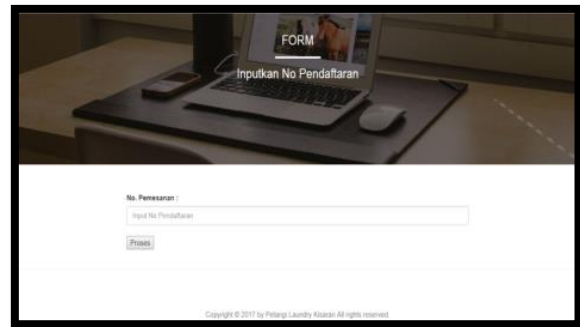 FORM
Inputkan No Pendaftaran
No. Pemesanan :
Input No Pendaftaran
Proses
Copyright © 2017 by Pelangi Laundry Kisaran All rights reserved.